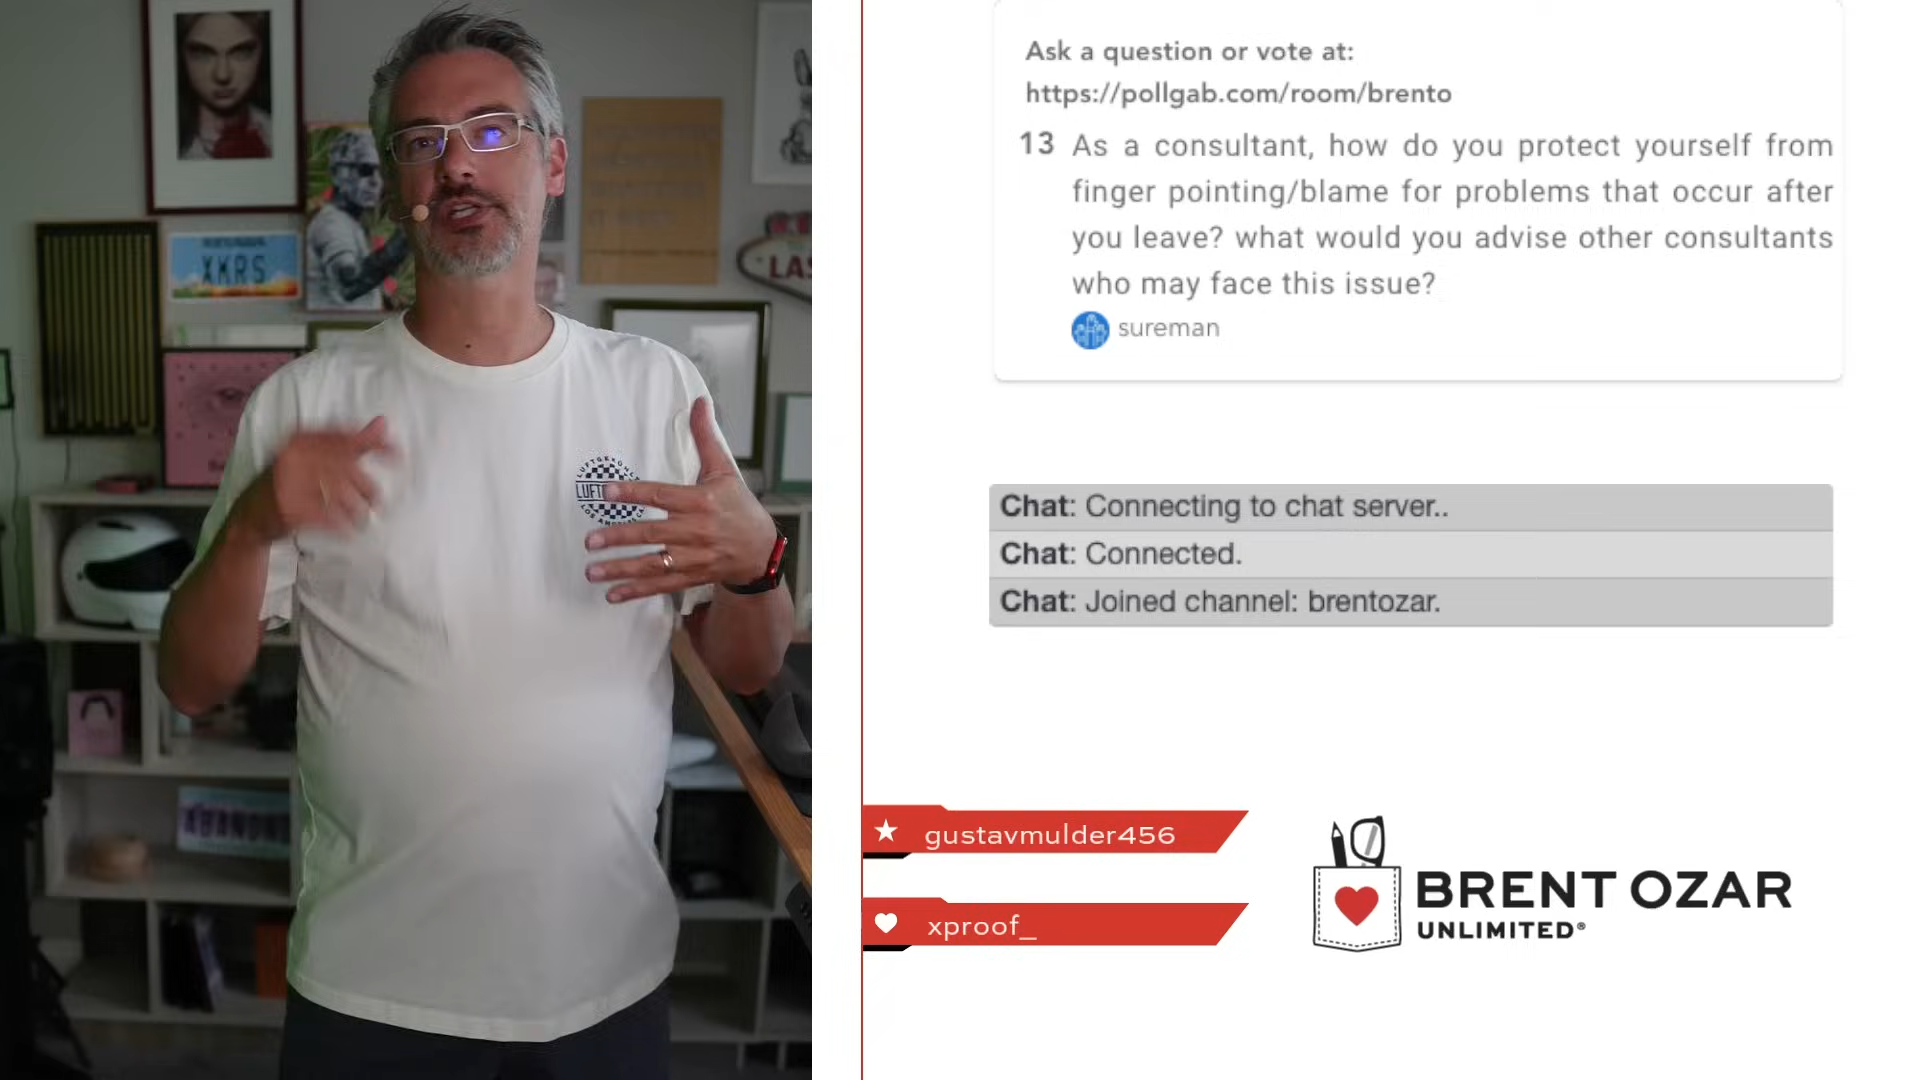 Ask a question or vote at:
https://pollgab.com/room/brento
13 As a consultant, how do you protect yourself from
finger pointing/blame for problems that occur after
you leave? what would you advise other consultants
who may face this issue?
sureman
Chat: Connecting to chat server..
Chat: Connected.
Chat: Joined channel: brentozar.
gustavmulder456
xproof_
BRENT OZAR
UNLIMITED®
XKRS
LAS
LUFT